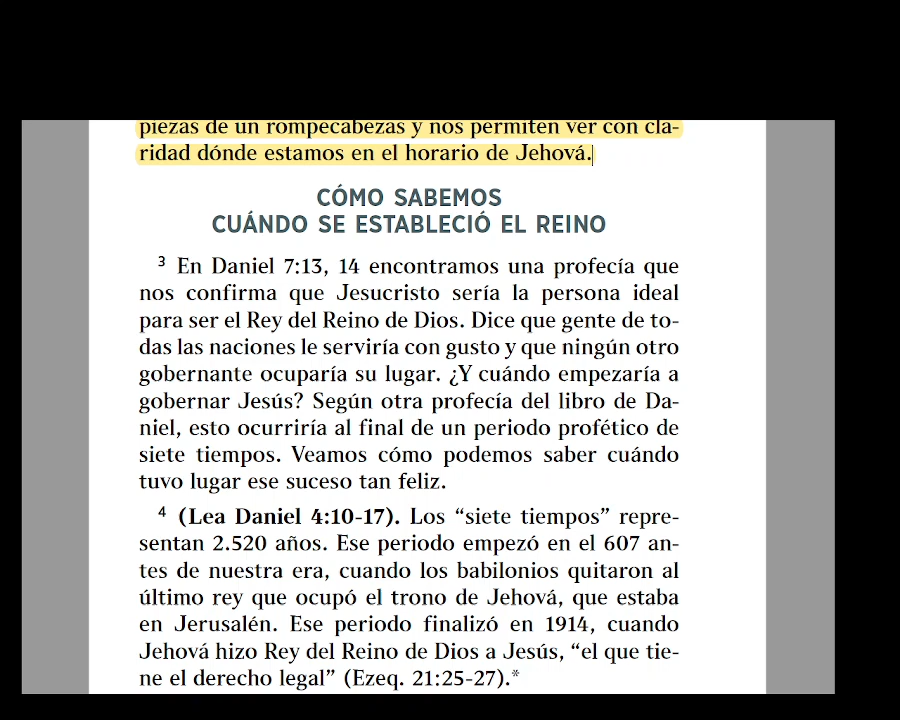 piezas de un rompecabezas y nos permiten ver con cla-
ridad dónde estamos en el horario de Jehová.
CÓMO SABEMOS
CUÁNDO SE ESTABLECIÓ EL REINO
3 En Daniel 7:13, 14 encontramos una profecía que
nos confirma que Jesucristo sería la persona ideal
para ser el Rey del Reino de Dios. Dice que gente de to-
das las naciones le serviría con gusto y que ningún otro
gobernante ocuparía su lugar. ¿Y cuándo empezaría a
gobernar Jesús? Según otra profecía del libro de Da-
niel, esto ocurriría al final de un periodo profético de
siete tiempos. Veamos cómo podemos saber cuándo
tuvo lugar ese suceso tan feliz.
4 (Lea Daniel 4:10-17). Los “siete tiempos” repre-
sentan 2.520 años. Ese periodo empezó en el 607 an-
tes de nuestra era, cuando los babilonios quitaron al
último rey que ocupó el trono de Jehová, que estaba
en Jerusalén. Ese periodo finalizó en 1914, cuando
Jehová hizo Rey del Reino de Dios a Jesús, “el que tie-
ne el derecho legal” (Ezeq. 21:25-27).*